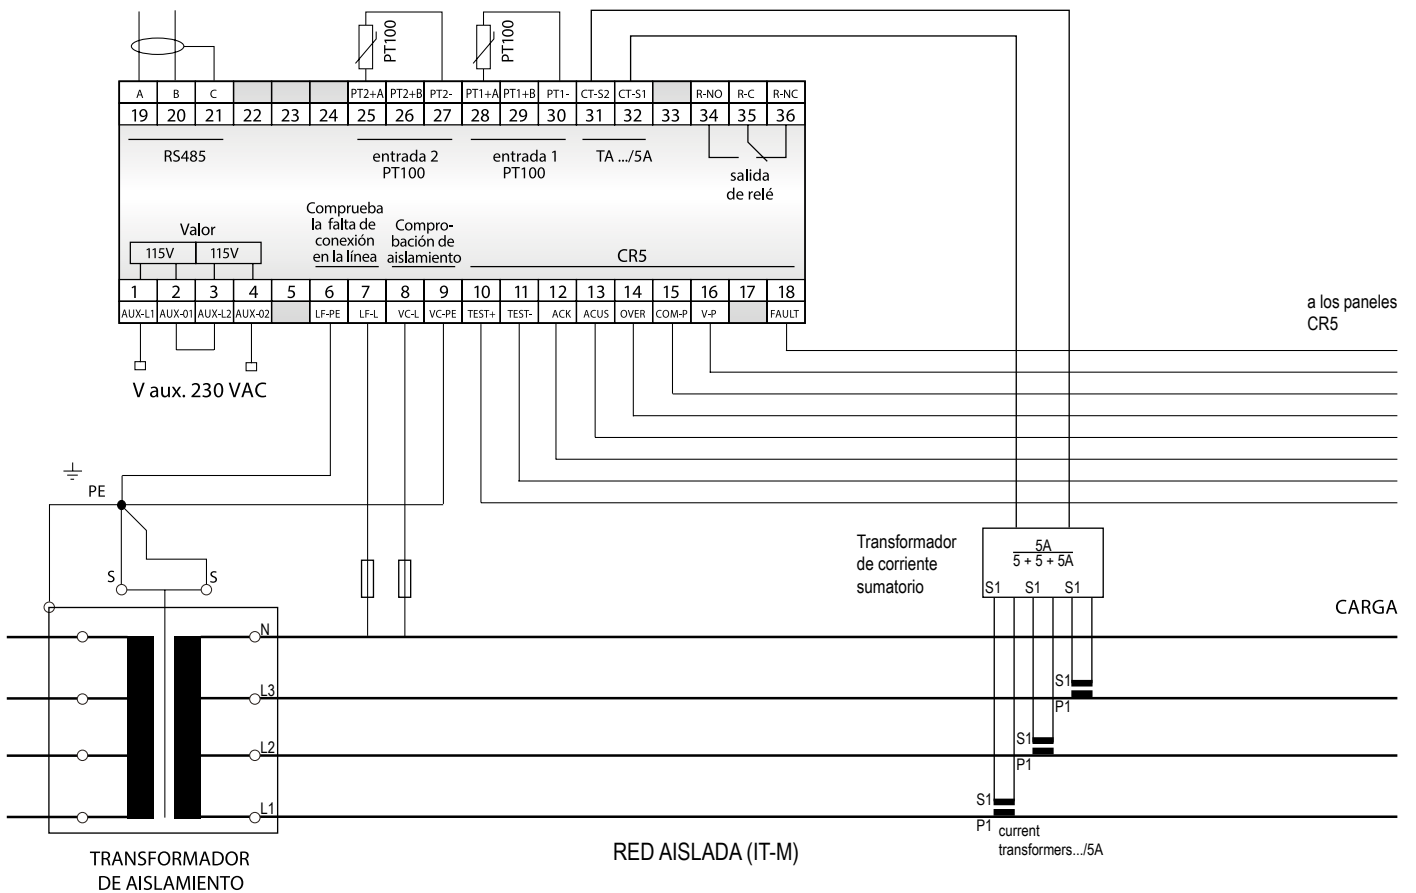 PT100
PT100
A B C PT2+A PT2+B PT2- PT1+A PT1+B PT1- CT-S2 CT-S1 R-NO R-C R-NC
19 20 21 22 23 24 25 26 27 28 29 30 31 32 33 34 35 36
RS485
entrada 2
PT100
entrada 1
PT100
TA .../5A
salida
de relé
Valor
115V 115V
Comprueba
la falta de
conexión
en la línea
Compro-
bación de
aislamiento
CR5
1 2 3 4 5 6 7 8 9 10 11 12 13 14 15 16 17 18
AUX-L1 AUX-01 AUX-L2 AUX-02 LF-PE LF-L VC-L VC-PE TEST+ TEST- ACK ACUS OVER COM-P V-P FAULT
V aux. 230 VAC
a los paneles
CR5
PE
S S
Transformador
de corriente
sumatorio
5A
5 + 5 + 5A
S1 S1 S1
CARGA
N
L3
S1
P1
L2
S1
P1
L1
S1
P1
current
transformers.../5A
RED AISLADA (IT-M)
TRANSFORMADOR
DE AISLAMIENTO